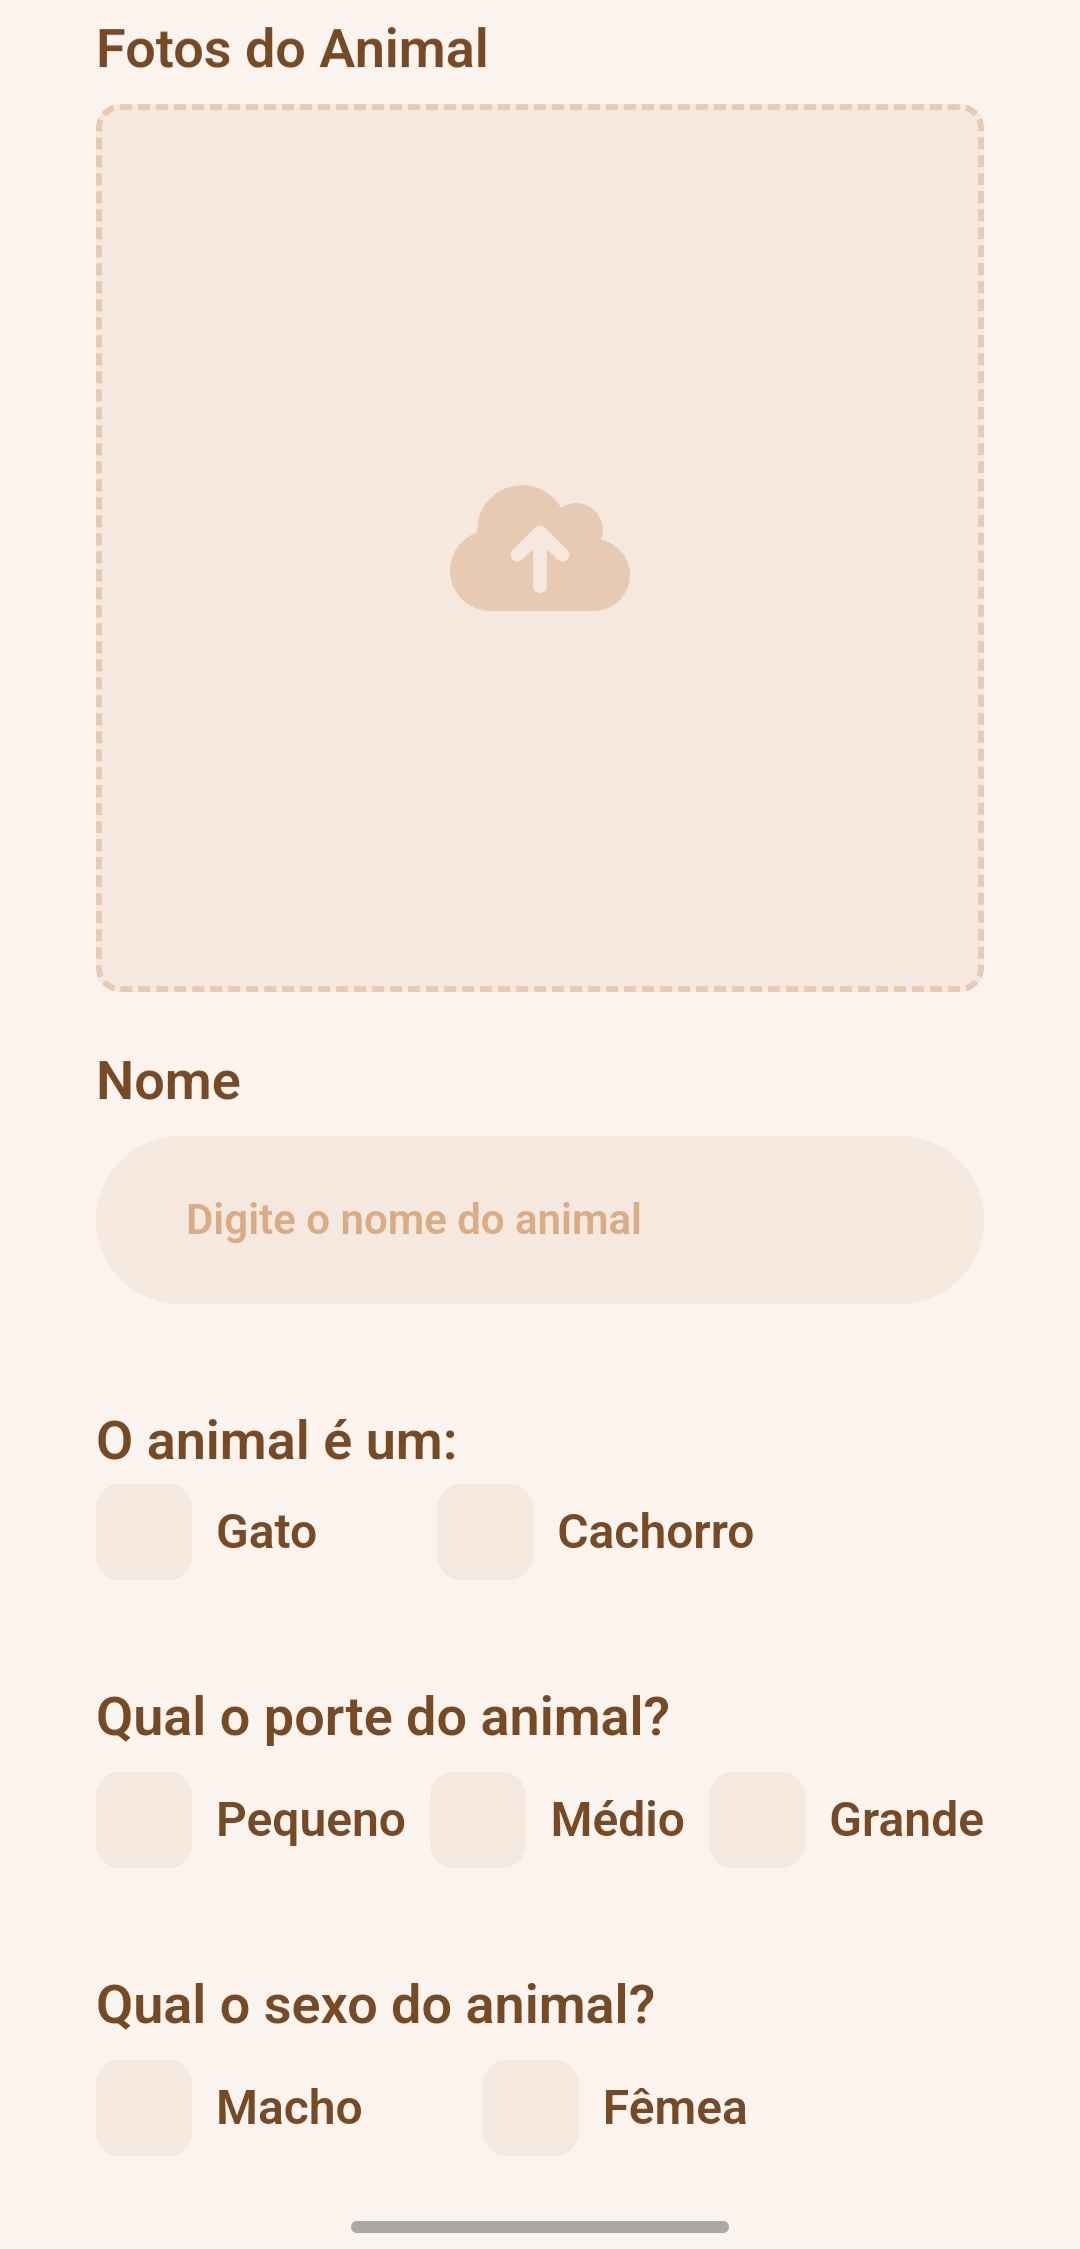 Fotos do Animal
Nome
Digite o nome do animal
O animal é um:
Gato Cachorro
Qual o porte do animal?
Pequeno Médio Grande
Qual o sexo do animal?
Macho Fêmea